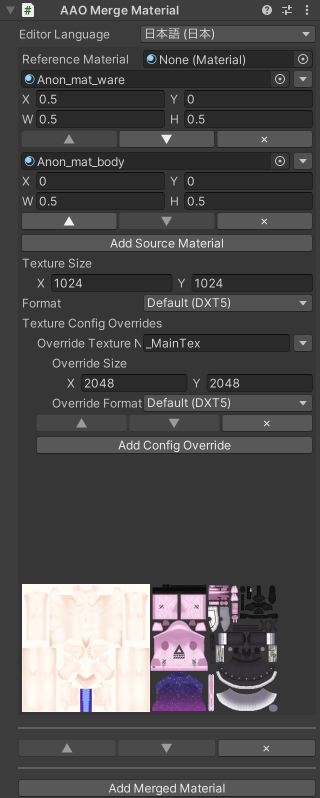 AAO Merge Material
Editor Language 日本語 (日本)
Reference Material None (Material)
Anon_mat_ware
X 0.5 Y 0
W 0.5 H 0.5
▲ ▼ ×
Anon_mat_body
X 0 Y 0
W 0.5 H 0.5
▲ ▼ ×
Add Source Material
Texture Size
X 1024 Y 1024
Format Default (DXT5)
Texture Config Overrides
Override Texture N _MainTex
Override Size
X 2048 Y 2048
Override Format Default (DXT5)
▲ ▼ ×
Add Config Override
▲ ▼ ×
Add Merged Material